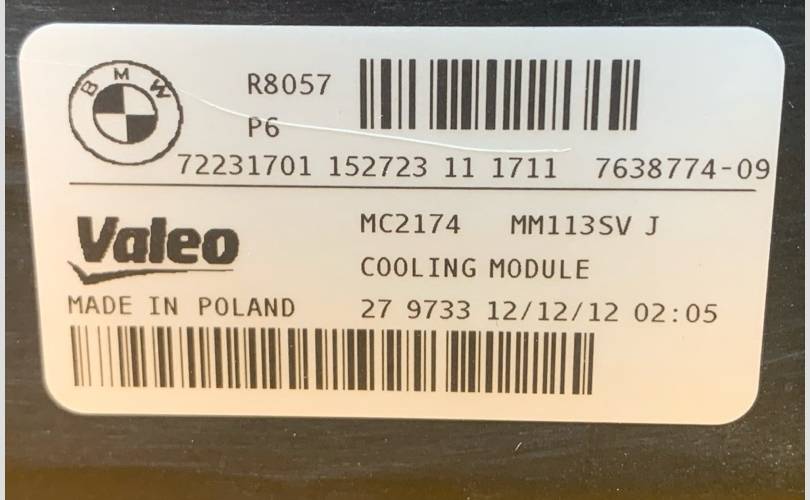 BMW
R8057
P6
72231701 152723 11 1711 7638774-09
Valeo
MC2174 MM113SV J
COOLING MODULE
MADE IN POLAND 27 9733 12/12/12 02:05